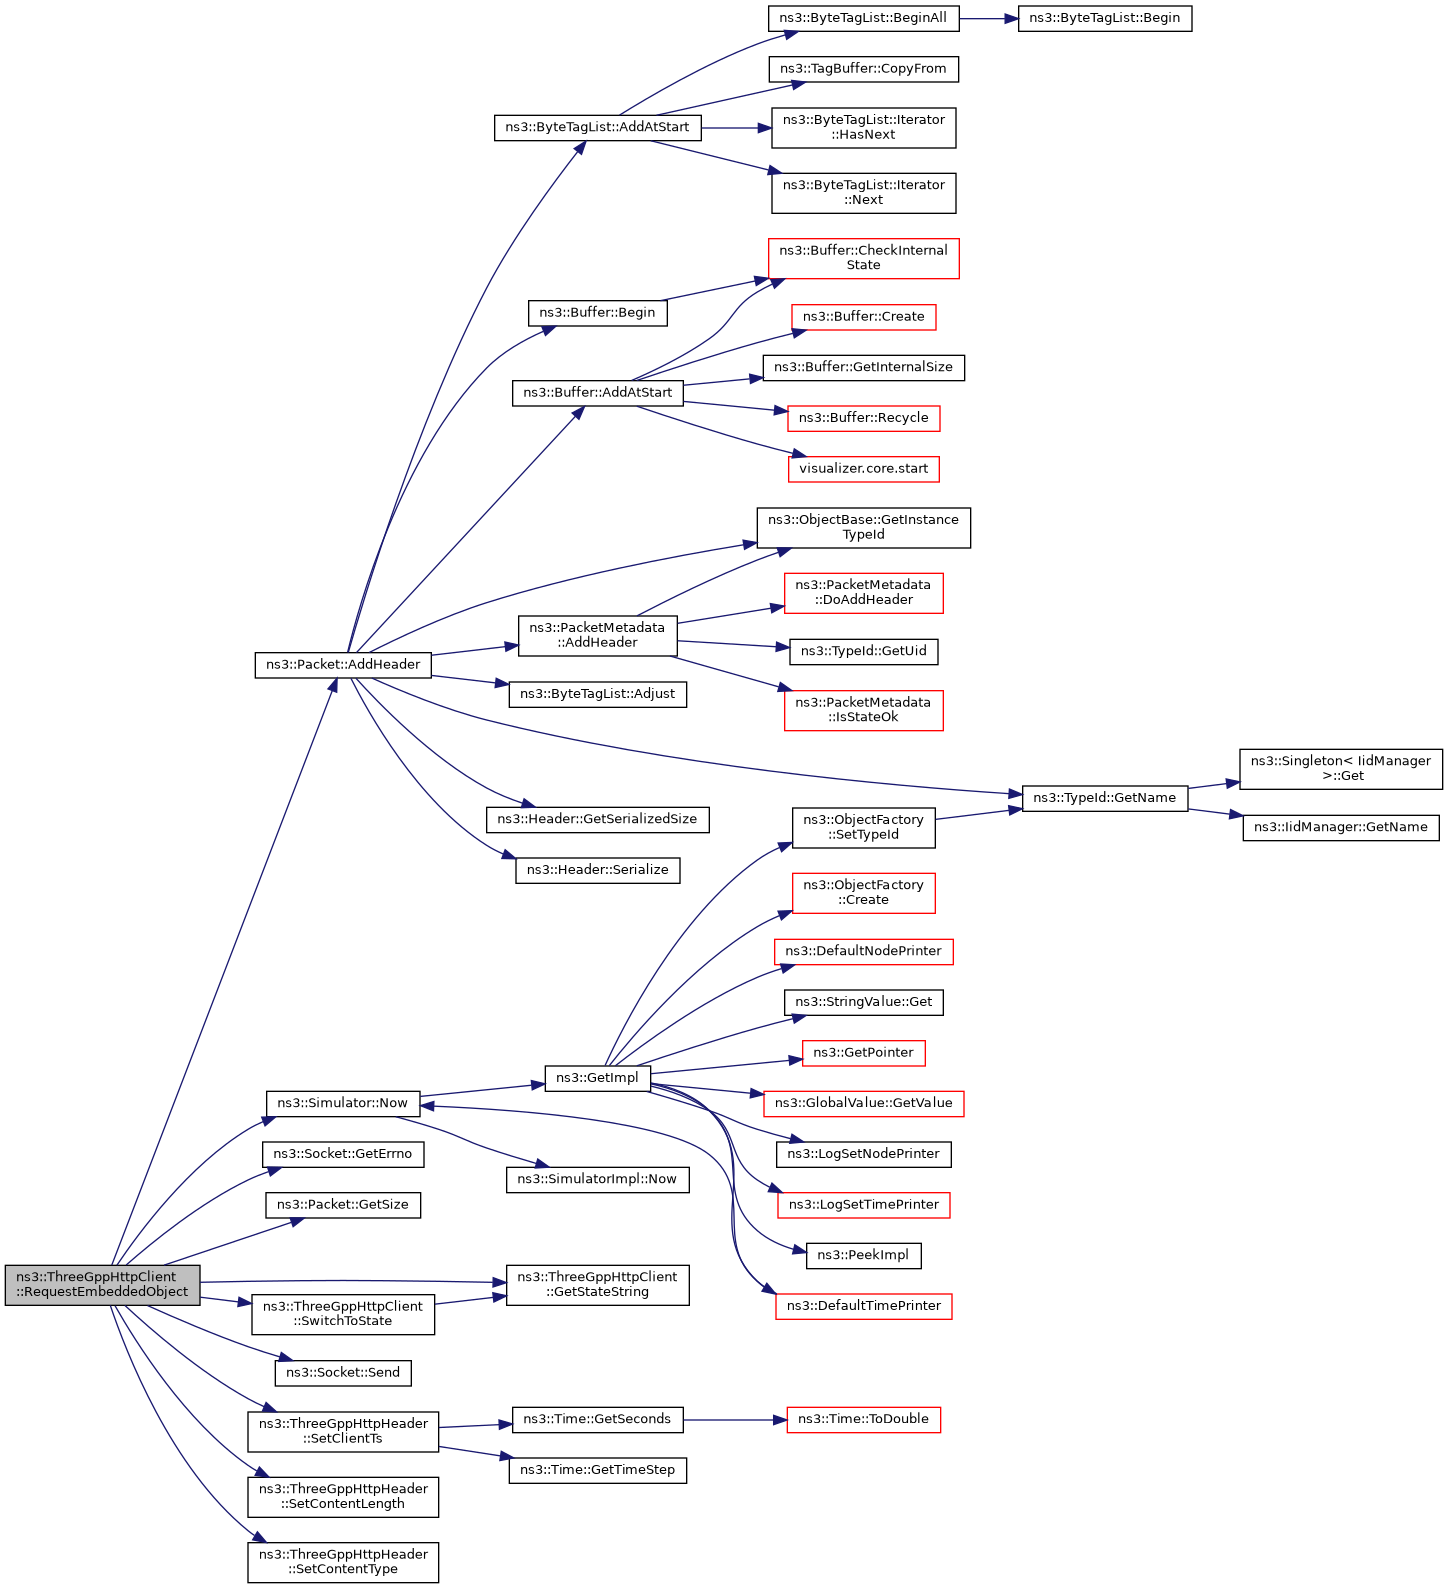 ns3::ByteTagList::BeginAll
ns3::ByteTagList::Begin
ns3::TagBuffer::CopyFrom
ns3::ByteTagList::AddAtStart
ns3::ByteTagList::Iterator
::HasNext
ns3::ByteTagList::Iterator
::Next
ns3::Buffer::CheckInternal
State
ns3::Buffer::Begin
ns3::Buffer::Create
ns3::Buffer::GetInternalSize
ns3::Buffer::AddAtStart
ns3::Buffer::Recycle
visualizer.core.start
ns3::ObjectBase::GetInstance
TypeId
ns3::PacketMetadata
::DoAddHeader
ns3::PacketMetadata
::AddHeader
ns3::TypeId::GetUid
ns3::Packet::AddHeader
ns3::ByteTagList::Adjust
ns3::PacketMetadata
::IsStateOk
ns3::Singleton< IidManager
>::Get
ns3::TypeId::GetName
ns3::IidManager::GetName
ns3::Header::GetSerializedSize
ns3::ObjectFactory
::SetTypeId
ns3::Header::Serialize
ns3::ObjectFactory
::Create
ns3::DefaultNodePrinter
ns3::StringValue::Get
ns3::GetPointer
ns3::GetImpl
ns3::Simulator::Now
ns3::GlobalValue::GetValue
ns3::Socket::GetErrno
ns3::LogSetNodePrinter
ns3::SimulatorImpl::Now
ns3::Packet::GetSize
ns3::LogSetTimePrinter
ns3::PeekImpl
ns3::ThreeGppHttpClient
::RequestEmbeddedObject
ns3::ThreeGppHttpClient
::GetStateString
ns3::ThreeGppHttpClient
::SwitchToState
ns3::DefaultTimePrinter
ns3::Socket::Send
ns3::ThreeGppHttpHeader
::SetClientTs
ns3::Time::GetSeconds
ns3::Time::ToDouble
ns3::Time::GetTimeStep
ns3::ThreeGppHttpHeader
::SetContentLength
ns3::ThreeGppHttpHeader
::SetContentType